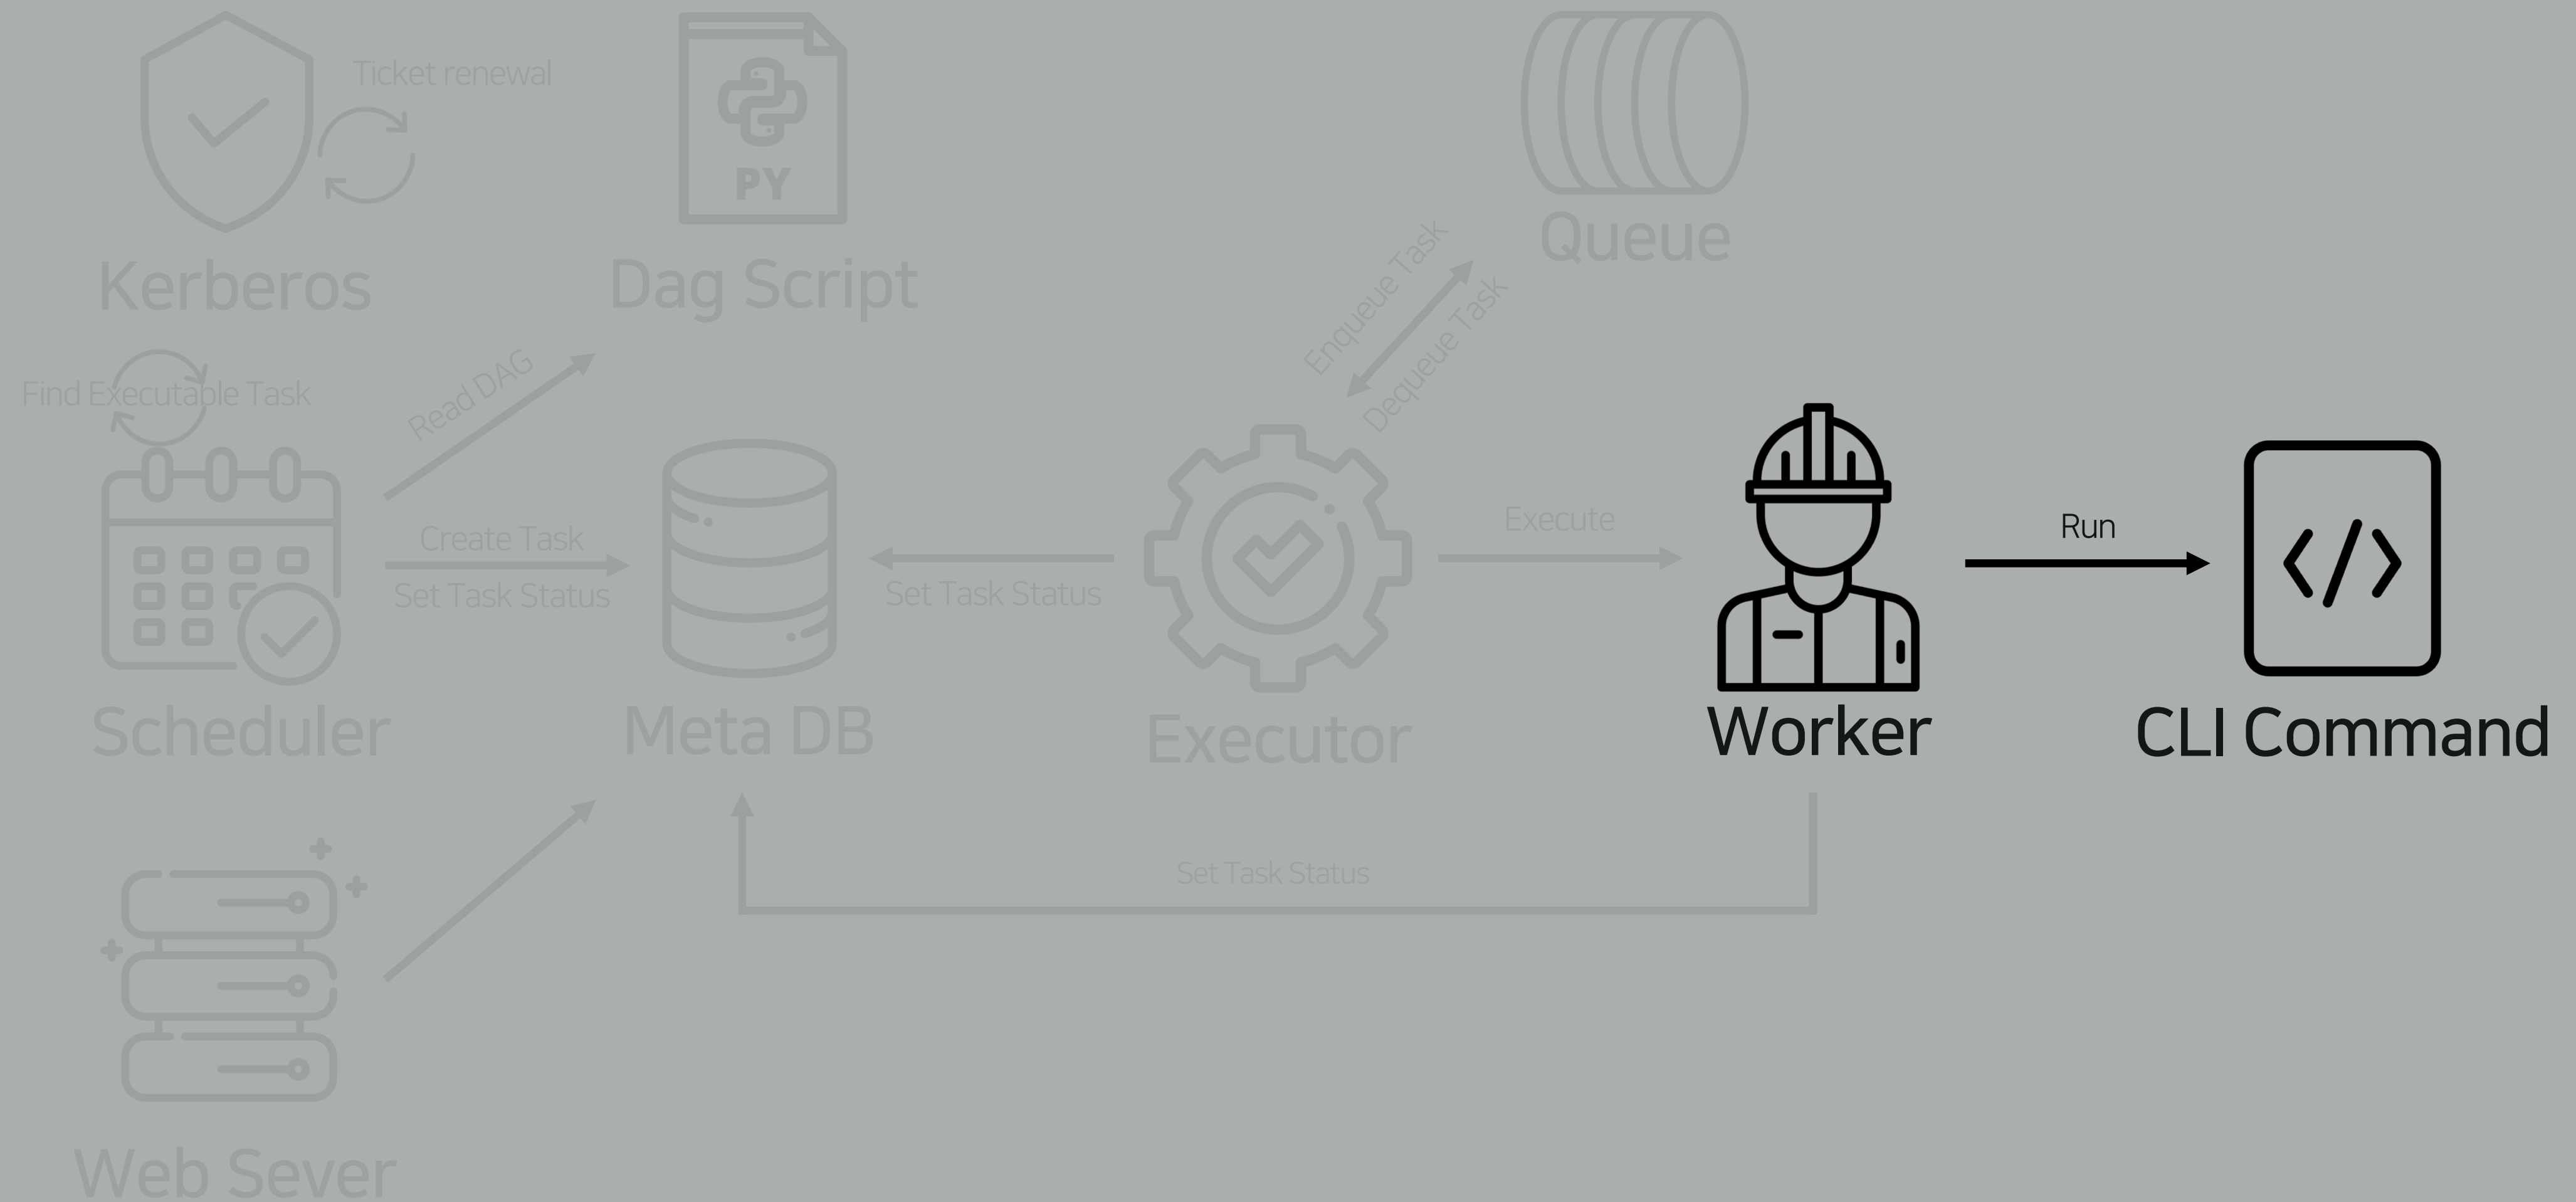 Ticket renewal
PY
Kerberos
Dag Script
Queue
Enqueue Task
Dequeue Task
Find Executable Task
Read DAG
Create Task
Set Task Status
Set Task Status
Execute
Run
Scheduler
Meta DB
Executor
Worker
CLI Command
Set Task Status
Web Sever